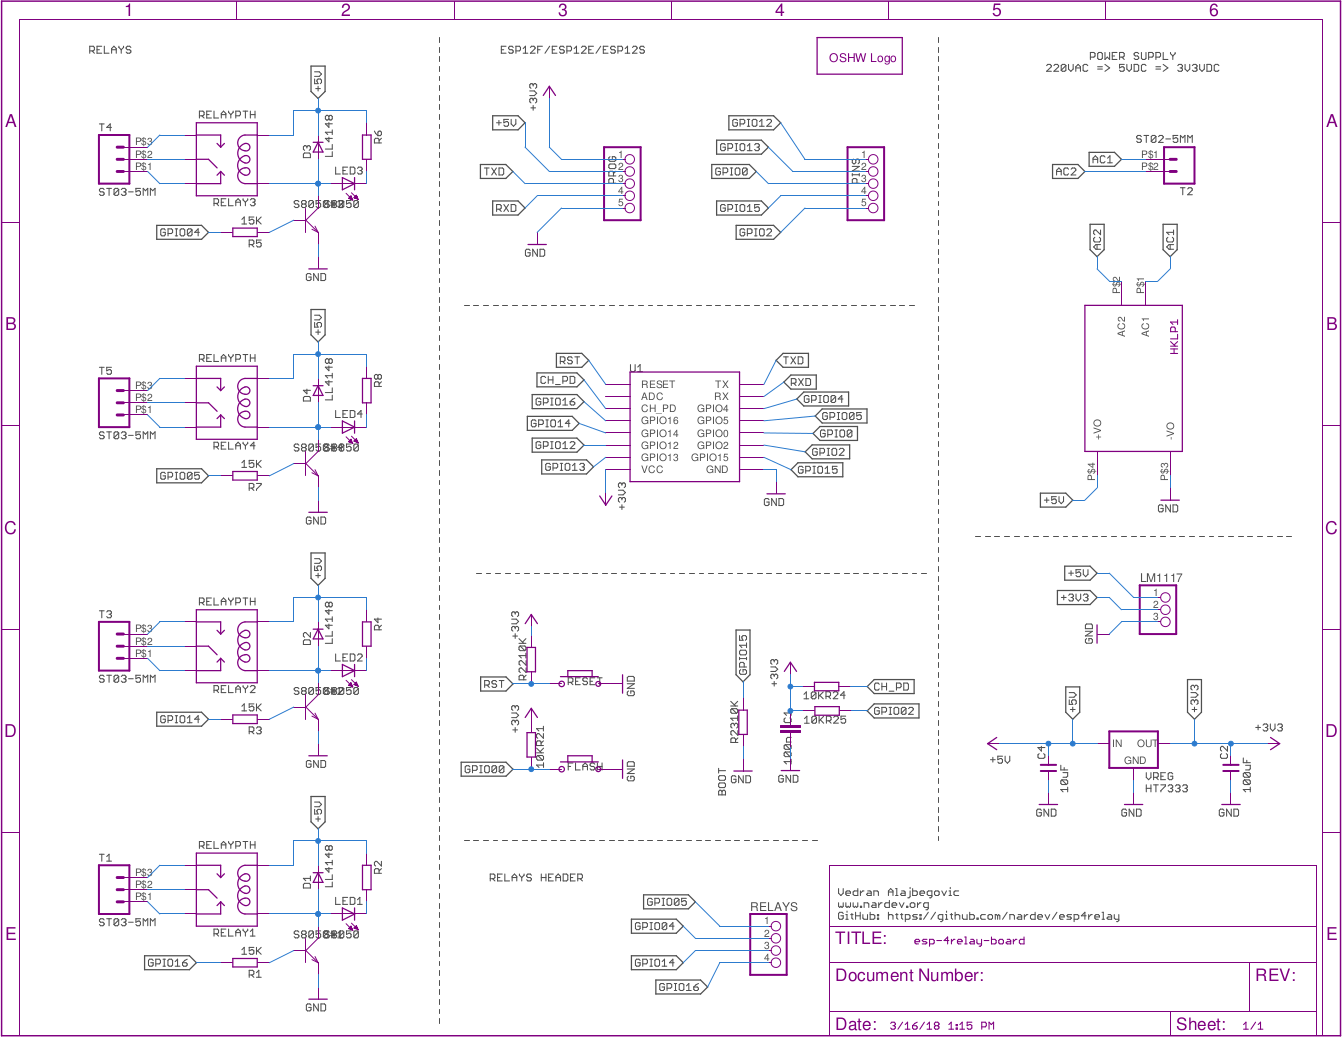 1 2 3 4 5 6
A A
B B
C C
D D
E E
RELAYS
+5V
RELAYPTH
T4
P$3
P$2
P$1
ST03-5MM
RELAY3
D3
LL4148
R6
LED3
GPIO04
15K
R5
GND
+5V
RELAYPTH
T5
P$3
P$2
P$1
ST03-5MM
RELAY4
D4
LL4148
R8
LED4
GPIO05
15K
R7
GND
+5V
RELAYPTH
T3
P$3
P$2
P$1
ST03-5MM
RELAY2
D2
LL4148
R4
LED2
GPIO14
15K
R3
GND
+5V
RELAYPTH
T1
P$3
P$2
P$1
ST03-5MM
RELAY1
D1
LL4148
R2
LED1
GPIO16
15K
R1
GND
ESP12F/ESP12E/ESP12S
OSHW Logo
+3V3
+5V
TXD
RXD
GND
PROG
1
2
3
4
5
GPIO12
GPIO13
GPIO0
GPIO15
GPIO2
PINS
1
2
3
4
5
U1
RST
CH_PD
GPIO16
GPIO14
GPIO12
GPIO13
+3V3
RESET TX
ADC RX
CH_PD GPIO4
GPIO16 GPIO5
GPIO14 GPIO0
GPIO12 GPIO2
GPIO13 GPIO15
VCC GND
TXD
RXD
GPIO04
GPIO05
GPIO0
GPIO2
GPIO15
GND
+3V3
R22 10K
RST
RESET
GND
+3V3
10K R21
GPIO00
FLASH
GND
GPIO15
R23 10K
BOOT
GND
+3V3
CH_PD
10K R24
GPIO02
10K R25
C1
100n
GND
RELAYS HEADER
GPIO05
GPIO04
GPIO14
GPIO16
RELAYS
1
2
3
4
POWER SUPPLY
220VAC => 5VDC => 3V3VDC
ST02-5MM
AC1
AC2
P$1
P$2
T2
AC2
AC1
P$2
P$1
AC2
AC1
HKLP1
+VO
-VO
P$4
P$3
+5V
GND
LM1117
+5V
+3V3
GND
1
2
3
+5V
+3V3
+5V
+3V3
C4
10uF
IN OUT
GND
VREG
HT7333
C2
100uF
GND
GND
GND
Vedran Alajbegovic
www.nardev.org
GitHub: https://github.com/nardev/esp4relay
TITLE: esp-4relay-board
Document Number:
REV:
Date: 3/16/18 1:15 PM
Sheet: 1/1